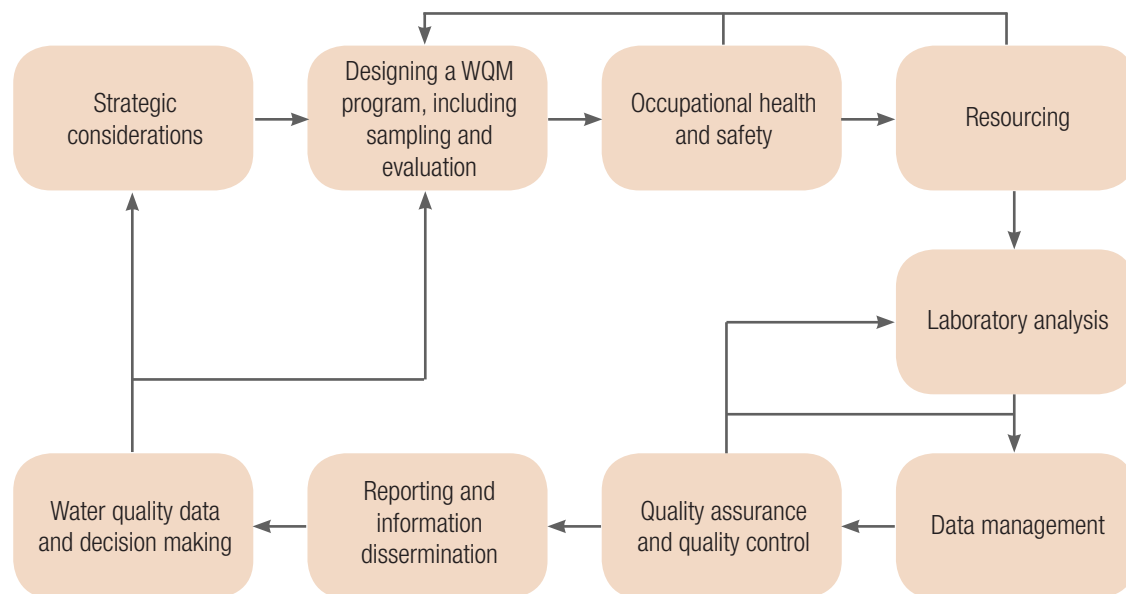 Strategic
considerations
Designing a WQM
program, including
sampling and
evaluation
Occupational health
and safety
Resourcing
Laboratory analysis
Water quality data
and decision making
Reporting and
information
dissermination
Quality assurance
and quality control
Data management